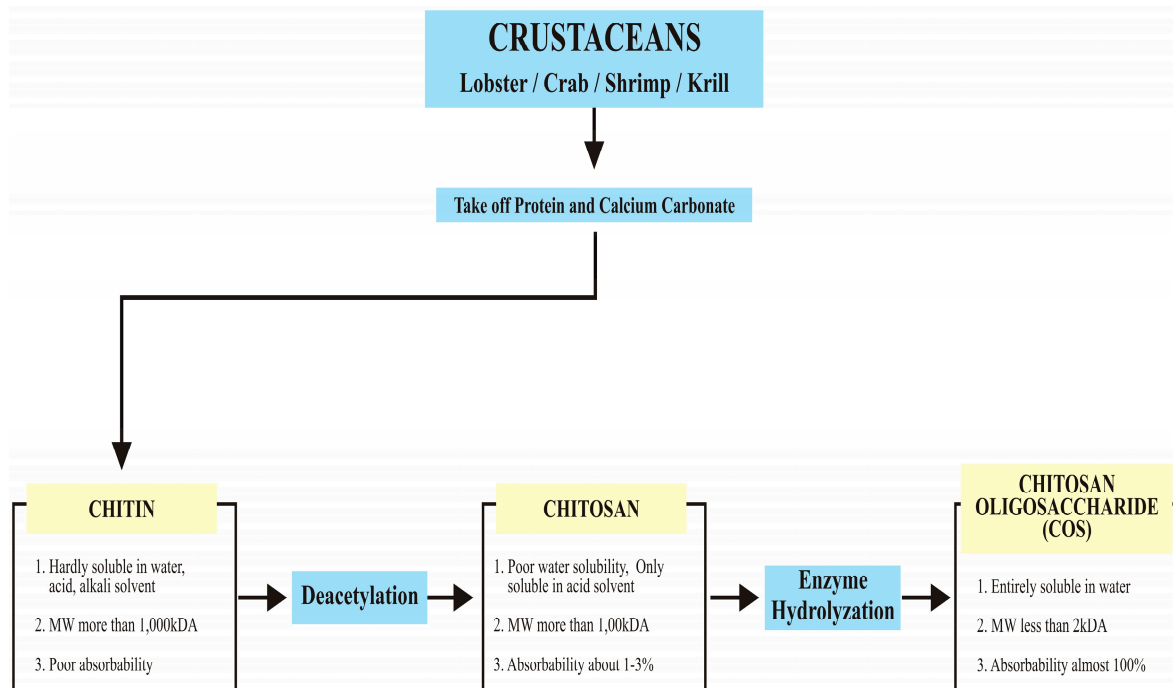 CRUSTACEANS
Lobster / Crab / Shrimp / Krill
Take off Protein and Calcium Carbonate
CHITIN
1. Hardly soluble in water,
acid, alkali solvent
2. MW more than 1,000kDA
3. Poor absorbability
Deacetylation
CHITOSAN
1. Poor water solubility, Only
soluble in acid solvent
2. MW more than 1,00kDA
3. Absorbability about 1-3%
Enzyme
Hydrolyzation
CHITOSAN
OLIGOSACCHARIDE
(COS)
1. Entirely soluble in water
2. MW less than 2kDA
3. Absorbability almost 100%